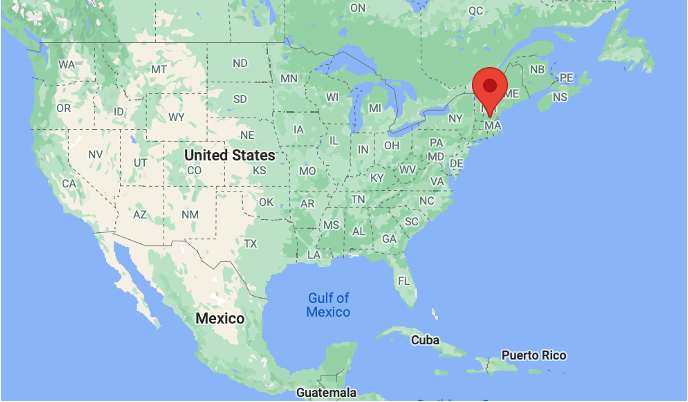 ON
QC
WA
MT
ND
MN
NB
PE
OR
ID
SD
WI
MI
ME
NS
WY
NY
MA
NE
IA
NV
UT
United States
CO
KS
IL
IN
OH
PA
MD
DE
CA
MO
KY
WV
VA
AZ
NM
OK
AR
TN
NC
TX
MS
AL
SC
GA
LA
FL
Gulf of
Mexico
Mexico
Cuba
Puerto Rico
Guatemala